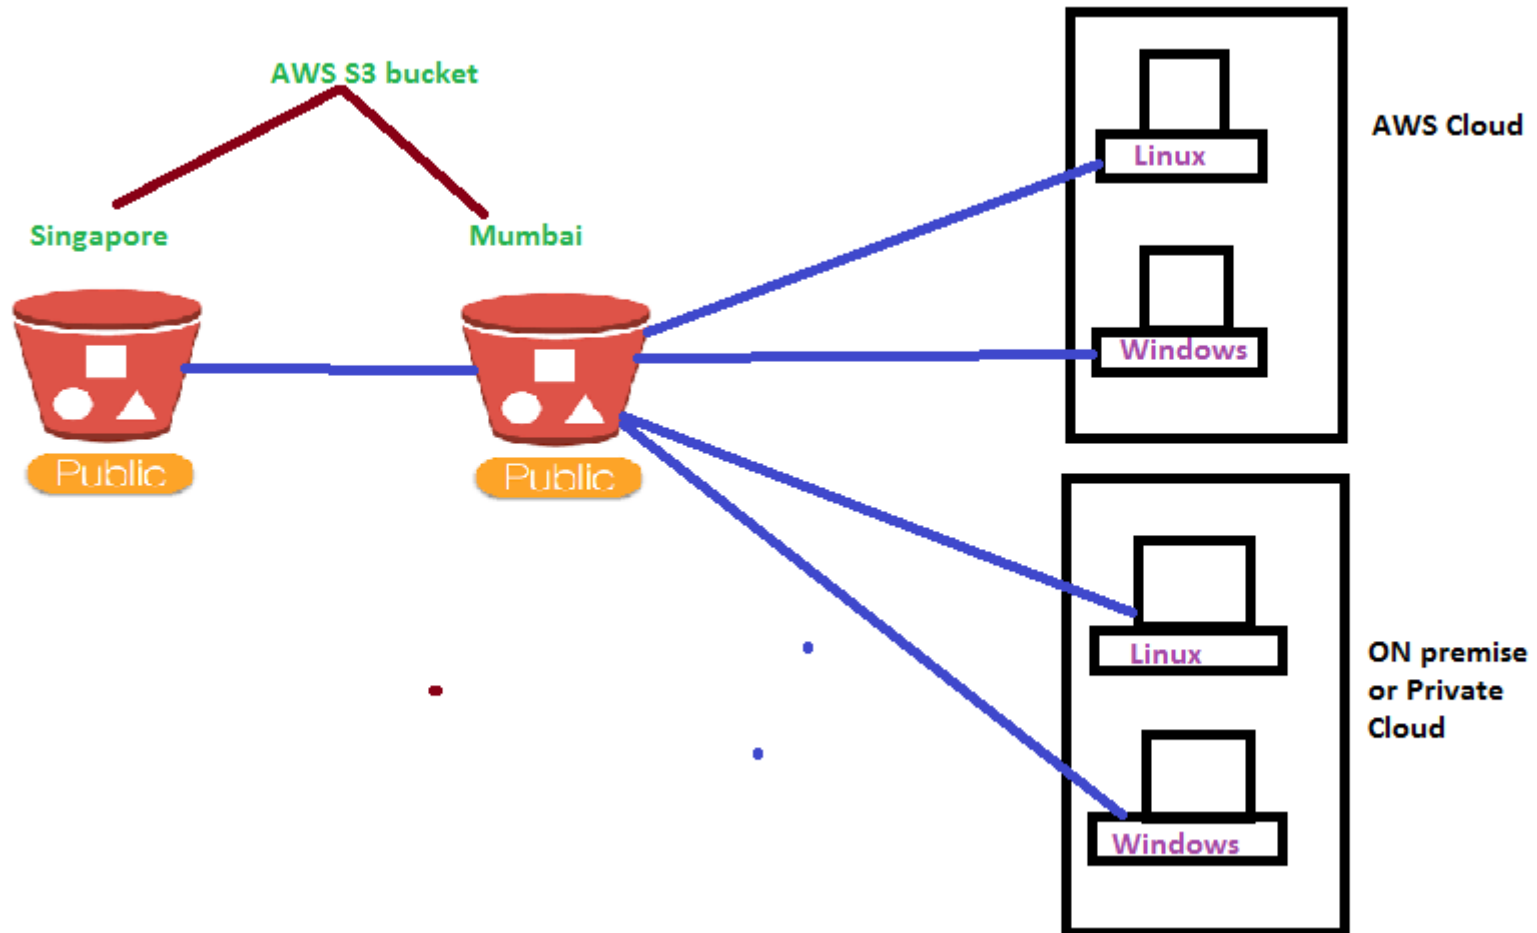 AWS S3 bucket
AWS Cloud
Linux
Singapore
Mumbai
Windows
Public
Public
Linux
ON premise
or Private
Cloud
Windows